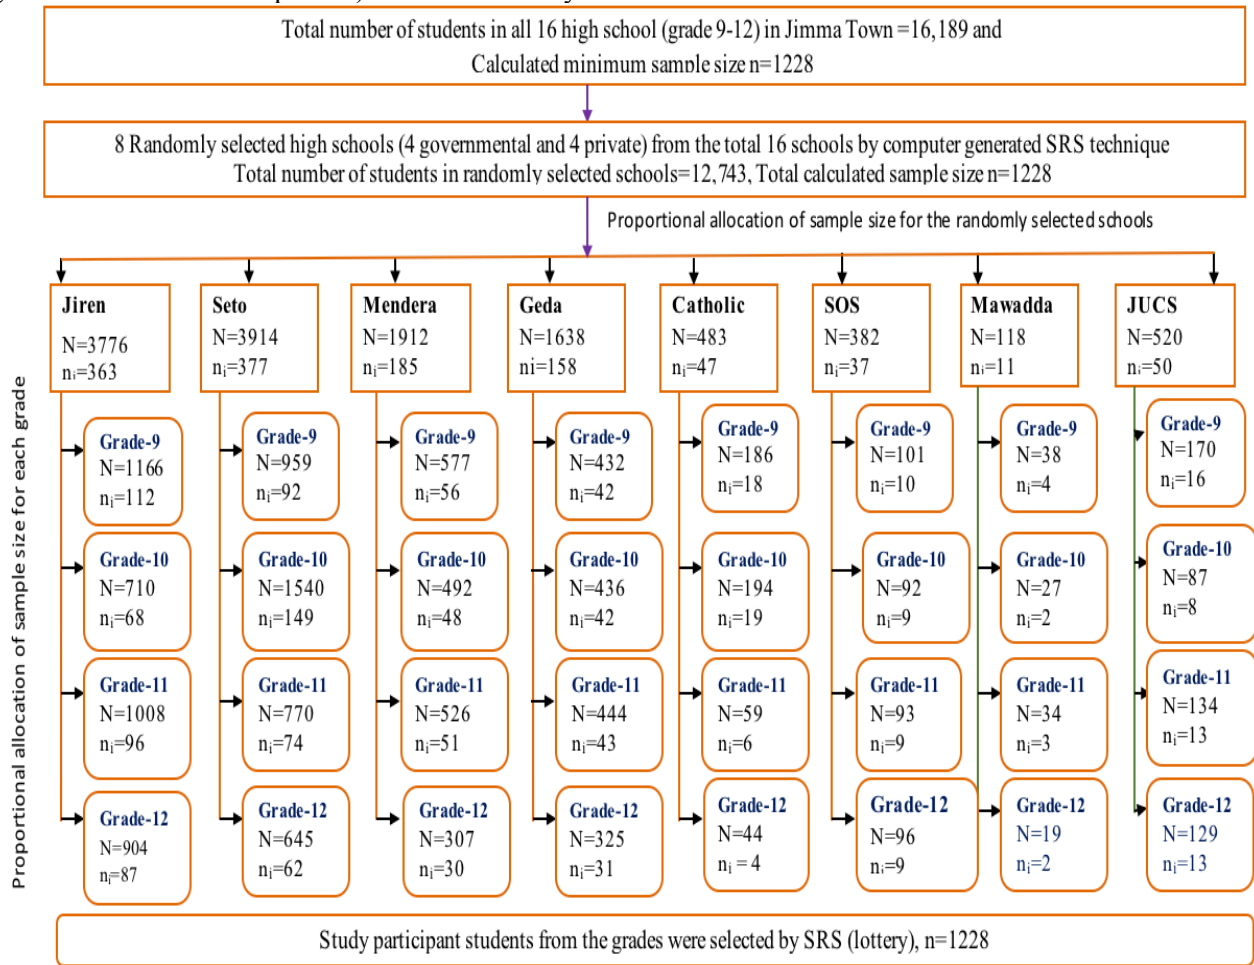 Total number of students in all 16 high school (grade 9-12) in Jimma Town =16,189 and
Calculated minimum sample size n=1228
8 Randomly selected high schools (4 governmental and 4 private) from the total 16 schools by computer generated SRS technique
Total number of students in randomly selected schools=12,743, Total calculated sample size n=1228
Proportional allocation of sample size for the randomly selected schools
Jiren
N=3776
nᵢ=363
Seto
N=3914
nᵢ=377
Mendera
N=1912
nᵢ=185
Geda
N=1638
ni=158
Catholic
N=483
nᵢ=47
SOS
N=382
nᵢ=37
Mawadda
N=118
nᵢ=11
JUCS
N=520
nᵢ=50
Proportional allocation of sample size for each grade
Grade-9
N=1166
nᵢ=112
Grade-9
N=959
nᵢ=92
Grade-9
N=577
nᵢ=56
Grade-9
N=432
nᵢ=42
Grade-9
N=186
nᵢ=18
Grade-9
N=101
nᵢ=10
Grade-9
N=38
nᵢ=4
Grade-9
N=170
nᵢ=16
Grade-10
N=710
nᵢ=68
Grade-10
N=1540
nᵢ=149
Grade-10
N=492
nᵢ=48
Grade-10
N=436
nᵢ=42
Grade-10
N=194
nᵢ=19
Grade-10
N=92
nᵢ=9
Grade-10
N=27
nᵢ=2
Grade-10
N=87
nᵢ=8
Grade-11
N=1008
nᵢ=96
Grade-11
N=770
nᵢ=74
Grade-11
N=526
nᵢ=51
Grade-11
N=444
nᵢ=43
Grade-11
N=59
nᵢ=6
Grade-11
N=93
nᵢ=9
Grade-11
N=34
nᵢ=3
Grade-11
N=134
nᵢ=13
Grade-12
N=904
nᵢ=87
Grade-12
N=645
nᵢ=62
Grade-12
N=307
nᵢ=30
Grade-12
N=325
nᵢ=31
Grade-12
N=44
nᵢ = 4
Grade-12
N=96
nᵢ=9
Grade-12
N=19
nᵢ=2
Grade-12
N=129
nᵢ=13
Study participant students from the grades were selected by SRS (lottery), n=1228